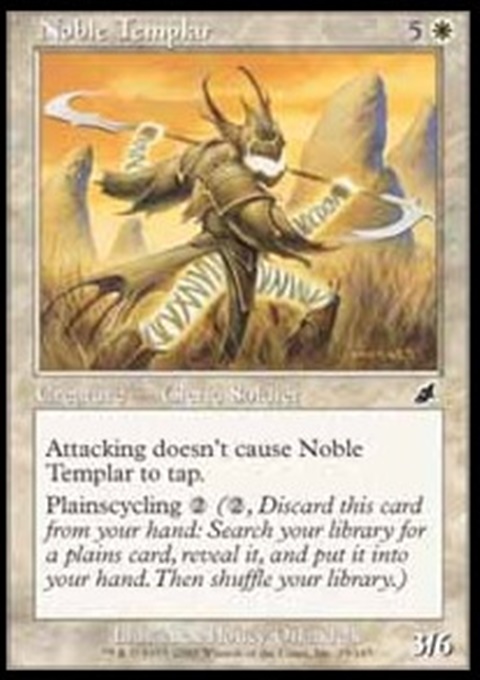 Noble Templar 5
Creature — Cleric Soldier
Attacking doesn't cause Noble
Templar to tap.
Plainscycling 2 (2, Discard this card
from your hand: Search your library for
a plains card, reveal it, and put it into
your hand. Then shuffle your library.)
3/6